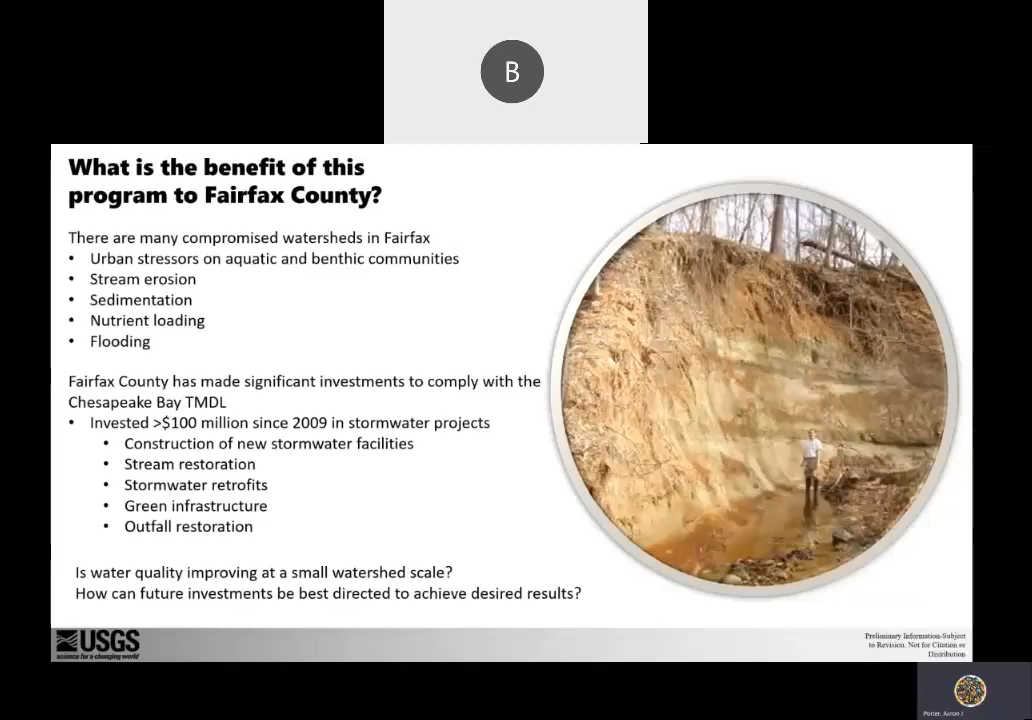 B
What is the benefit of this
program to Fairfax County?
There are many compromised watersheds in Fairfax
• Urban stressors on aquatic and benthic communities
• Stream erosion
• Sedimentation
• Nutrient loading
• Flooding
Fairfax County has made significant investments to comply with the
Chesapeake Bay TMDL
• Invested >$100 million since 2009 in stormwater projects
• Construction of new stormwater facilities
• Stream restoration
• Stormwater retrofits
• Green infrastructure
• Outfall restoration
Is water quality improving at a small watershed scale?
How can future investments be best directed to achieve desired results?
USGS
science for a changing world
Preliminary Information-Subject
to Revision. Not for Citation or
Distribution
Porter, Aaron J